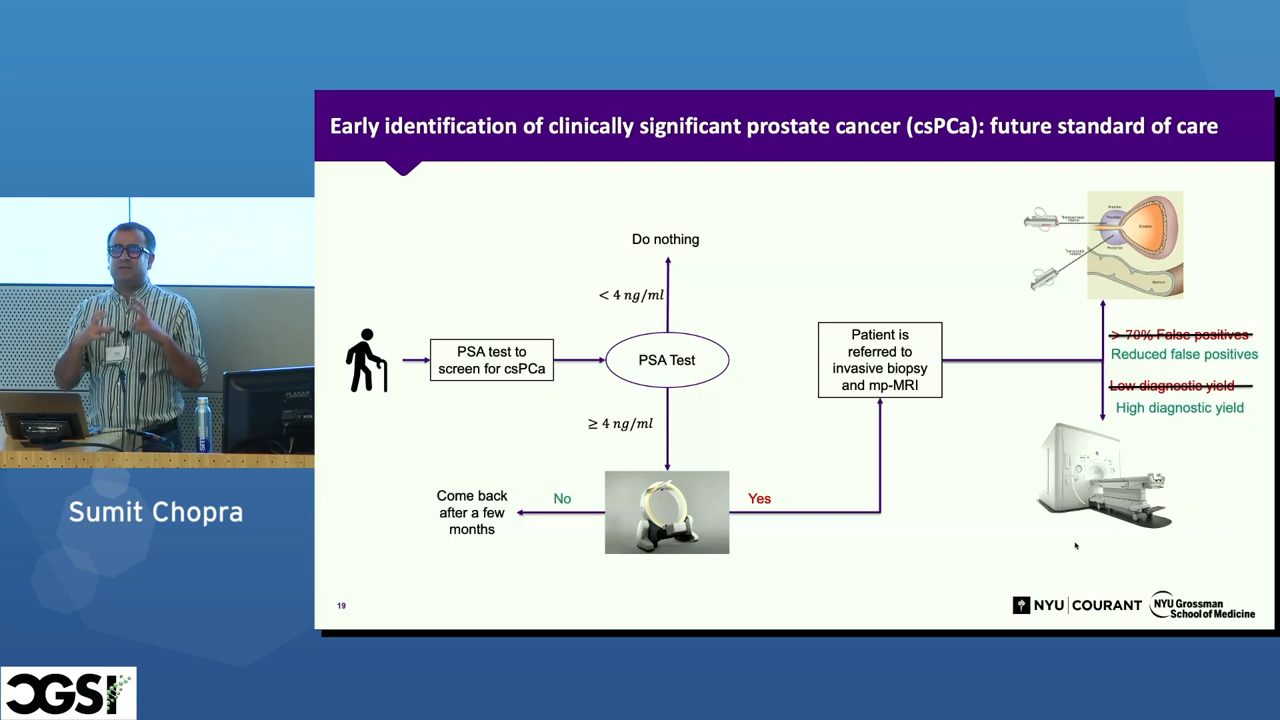 Early identification of clinically significant prostate cancer (csPCa): future standard of care
Do nothing
< 4 ng/ml
PSA test to
screen for csPCa
PSA Test
≥ 4 ng/ml
Come back
after a few
months
No
Yes
Patient is
referred to
invasive biopsy
and mp-MRI
> 70% False positives
Reduced false positives
Low diagnostic yield
High diagnostic yield
Sumit Chopra
19
NYU | COURANT
NYU Grossman
School of Medicine
CGSI